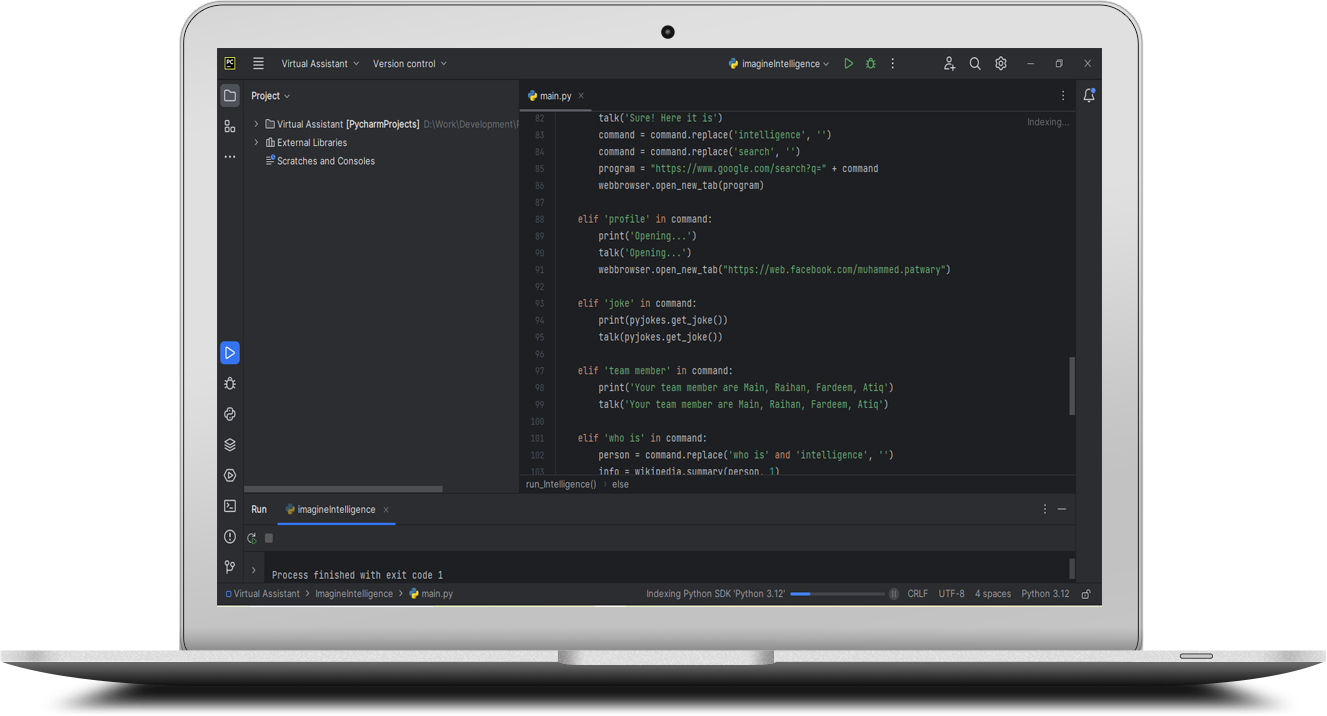 PC Virtual Assistant Version control imagineIntelligence
Project
main.py
Virtual Assistant [PycharmProjects] D:\Work\Development\
External Libraries
Scratches and Consoles
Indexing...
82 talk('Sure! Here it is')
83 command = command.replace('intelligence', '')
84 command = command.replace('search', '')
85 program = "https://www.google.com/search?q=" + command
86 webbrowser.open_new_tab(program)
87
88 elif 'profile' in command:
89 print('Opening...')
90 talk('Opening...')
91 webbrowser.open_new_tab("https://web.facebook.com/muhammed.patwary")
92
93 elif 'joke' in command:
94 print(pyjokes.get_joke())
95 talk(pyjokes.get_joke())
96
97 elif 'team member' in command:
98 print('Your team member are Main, Raihan, Fardeem, Atiq')
99 talk('Your team member are Main, Raihan, Fardeem, Atiq')
100
101 elif 'who is' in command:
102 person = command.replace('who is' and 'intelligence', '')
103 info = wikipedia.summary(person, 1)
run_Intelligence() › else
Run imagineIntelligence
Process finished with exit code 1
Virtual Assistant > ImagineIntelligence > main.py
Indexing Python SDK 'Python 3.12' CRLF UTF-8 4 spaces Python 3.12